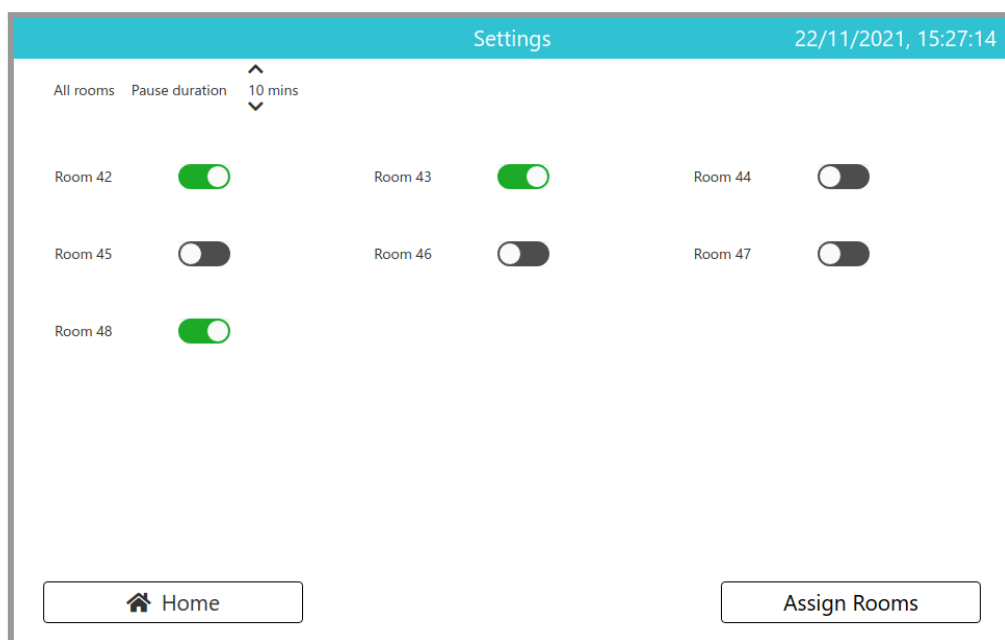 Settings 22/11/2021, 15:27:14
All rooms Pause duration 10 mins
Room 42 Room 43 Room 44
Room 45 Room 46 Room 47
Room 48
Home Assign Rooms